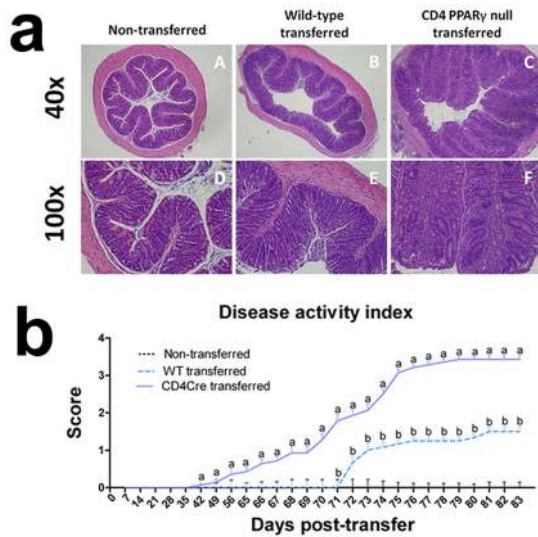 a
Non-transferred
Wild-type
transferred
CD4 PPARγ null
transferred
40x
A
B
C
100x
D
E
F
b
Disease activity index
Non-transferred
WT transferred
CD4Cre transferred
Score
4
3
2
1
0
a a a a a a a a a a a a a a a a a a a a a a
b b b b b b b b b b b b b
0 7 14 21 28 35 42 49 56 65 66 67 68 69 70 71 72 73 74 75 76 77 78 79 80 81 82 83
Days post-transfer